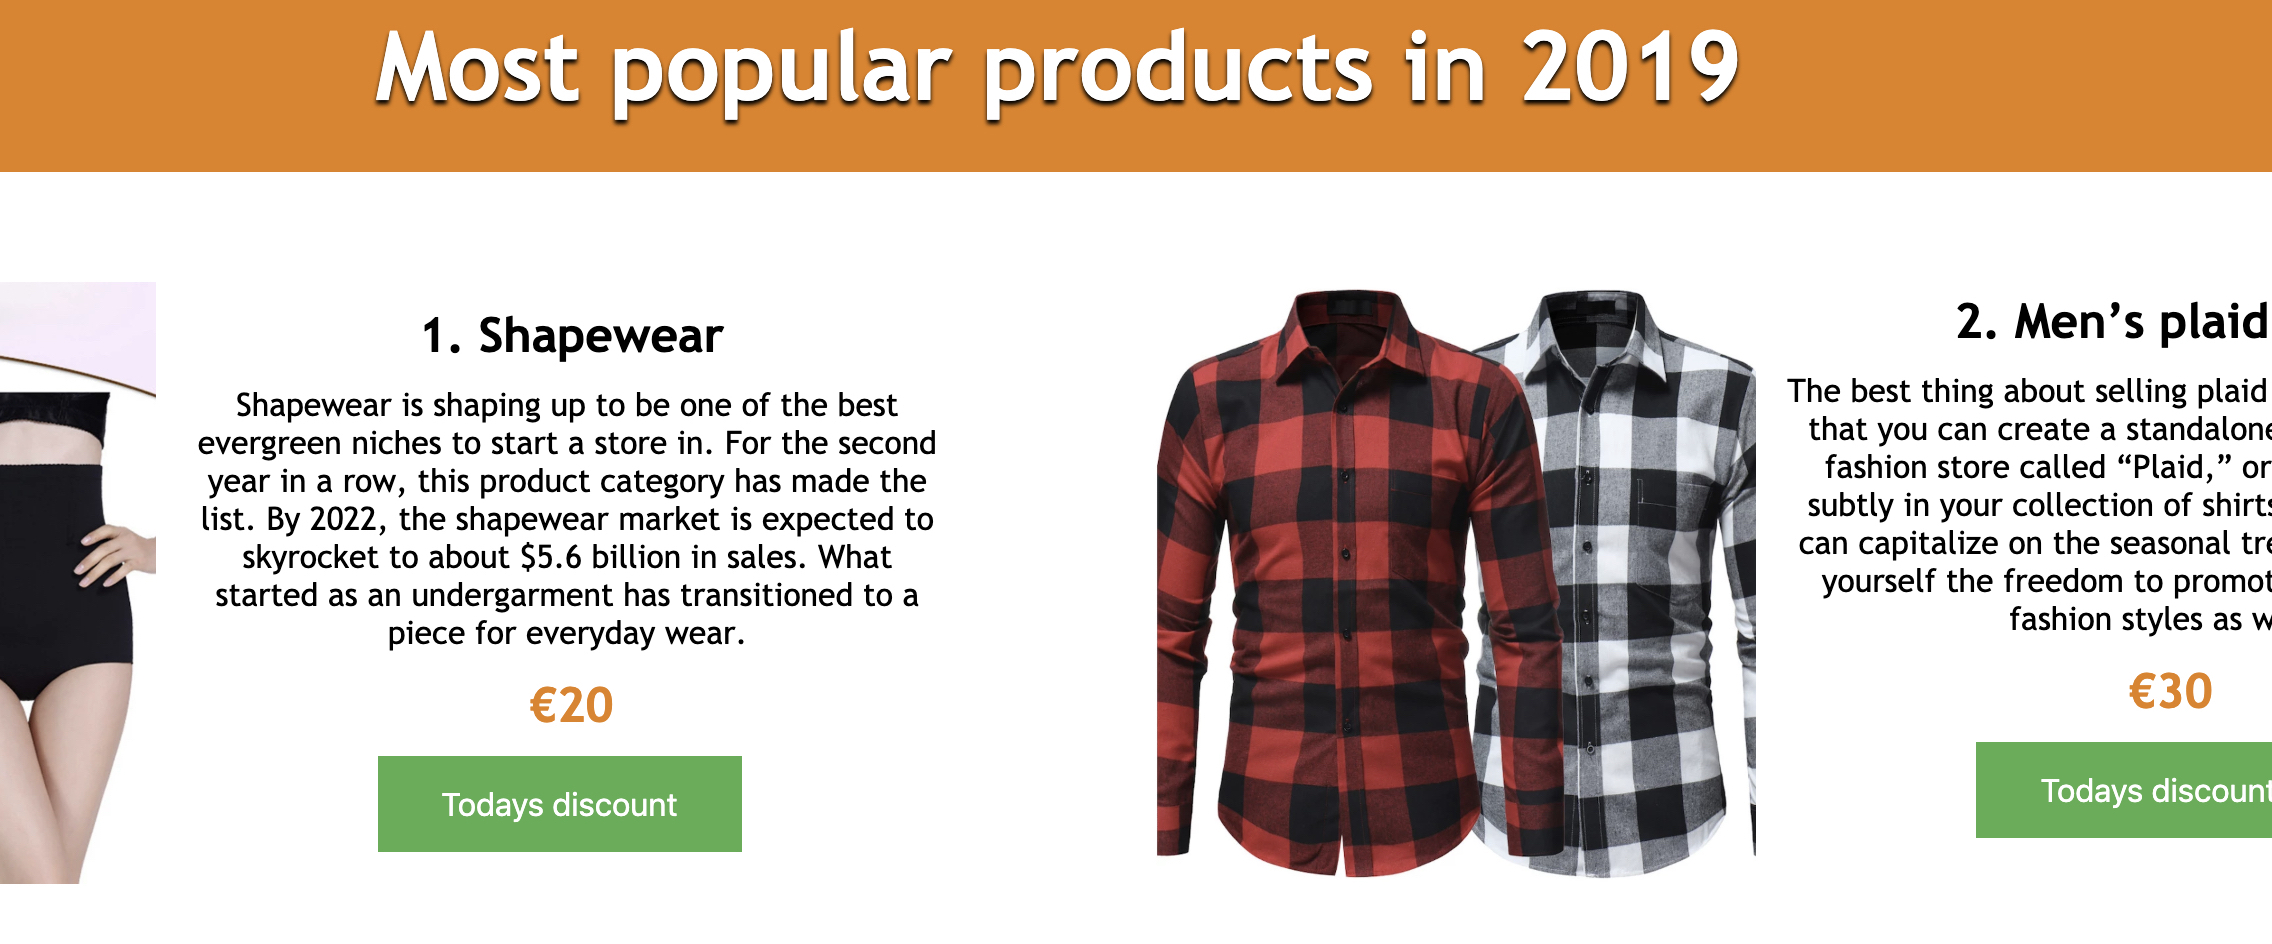 Most popular products in 2019
1. Shapewear
Shapewear is shaping up to be one of the best
evergreen niches to start a store in. For the second
year in a row, this product category has made the
list. By 2022, the shapewear market is expected to
skyrocket to about $5.6 billion in sales. What
started as an undergarment has transitioned to a
piece for everyday wear.
€20
Todays discount
2. Men’s plaid
The best thing about selling plaid
that you can create a standalone
fashion store called “Plaid,” or
subtly in your collection of shirts
can capitalize on the seasonal
yourself the freedom to
fashion styles as
€30
Todays discount